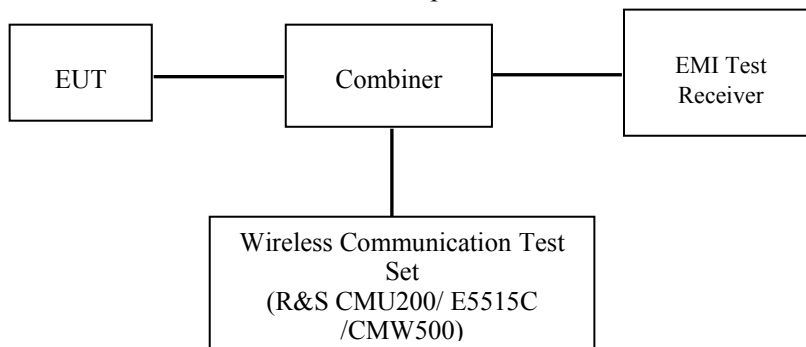 EUT
Combiner
EMI Test
Receiver
Wireless Communication Test
Set
(R&S CMU200/ E5515C
/CMW500)